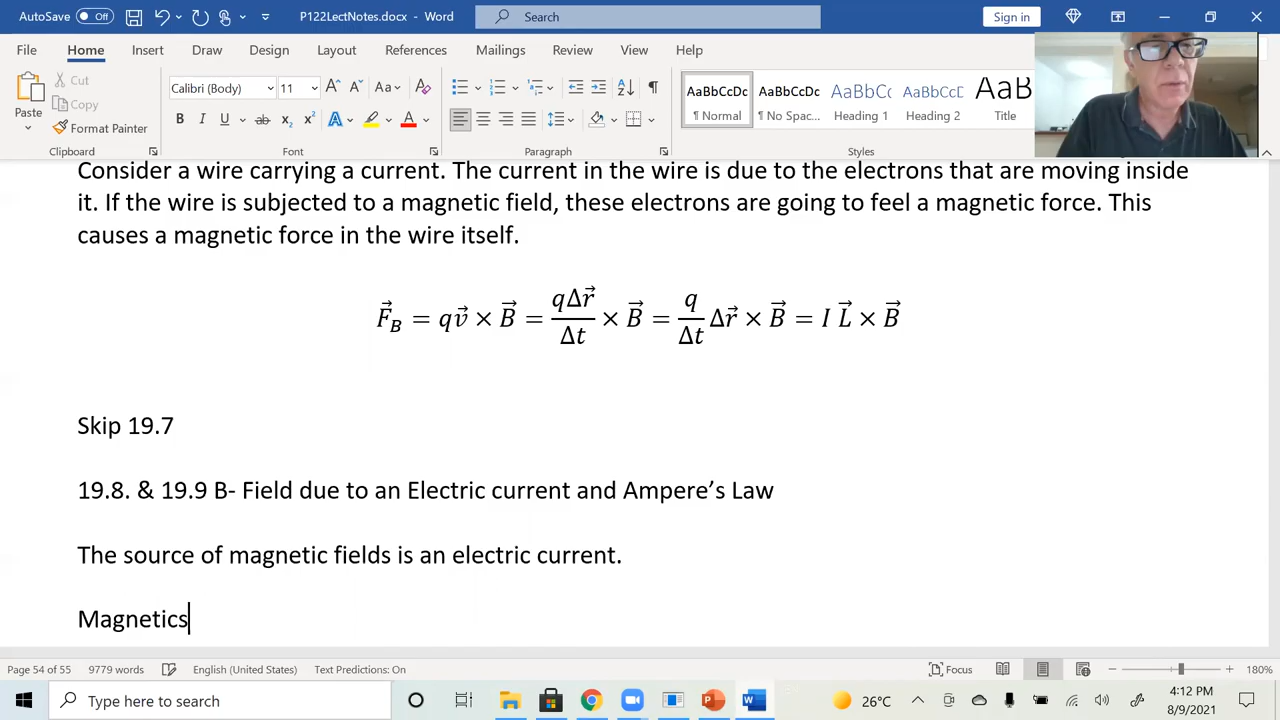 AutoSave Off P122LectNotes.docx - Word Search Sign in
File Home Insert Draw Design Layout References Mailings Review View Help
Paste Cut Copy Format Painter
Calibri (Body) 11 A^ A˅ Aa
B I U ab x₂ x² A A
AaBbCcDc AaBbCcDc AaBbCc AaBbCcD AaB
¶ Normal ¶ No Spac... Heading 1 Heading 2 Title
Clipboard Font Paragraph Styles
Consider a wire carrying a current. The current in the wire is due to the electrons that are moving inside
it. If the wire is subjected to a magnetic field, these electrons are going to feel a magnetic force. This
causes a magnetic force in the wire itself.
F⃗_B = qv⃗ × B⃗ = qΔr⃗/Δt × B⃗ = q/Δt Δr⃗ × B⃗ = I L⃗ × B⃗
Skip 19.7
19.8. & 19.9 B- Field due to an Electric current and Ampere’s Law
The source of magnetic fields is an electric current.
Magnetics
Page 54 of 55 9779 words English (United States) Text Predictions: On Focus 180%
Type here to search 26°C 4:12 PM
8/9/2021